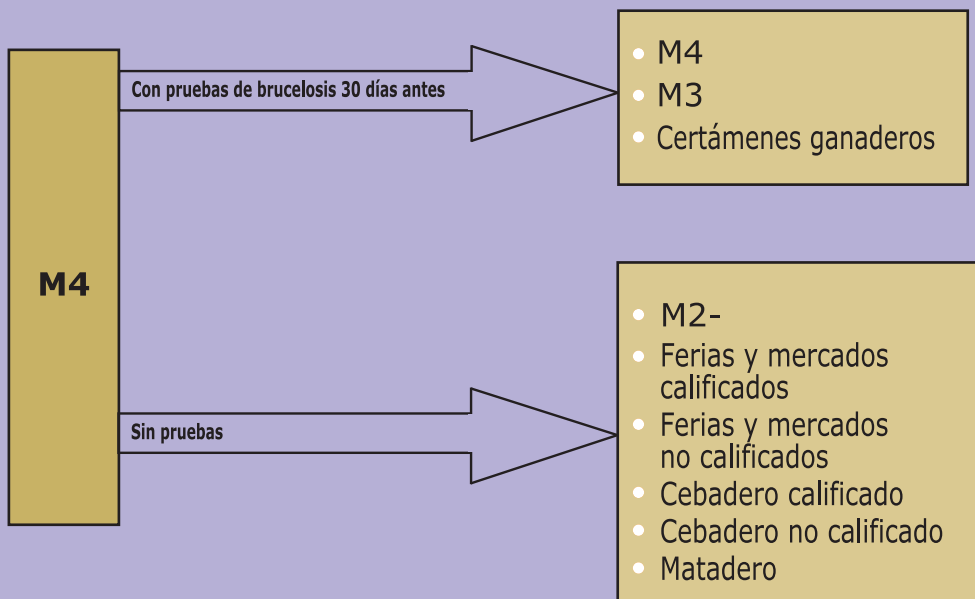 M4
Con pruebas de brucelosis 30 días antes
• M4
• M3
• Certámenes ganaderos
Sin pruebas
• M2-
• Ferias y mercados
calificados
• Ferias y mercados
no calificados
• Cebadero calificado
• Cebadero no calificado
• Matadero